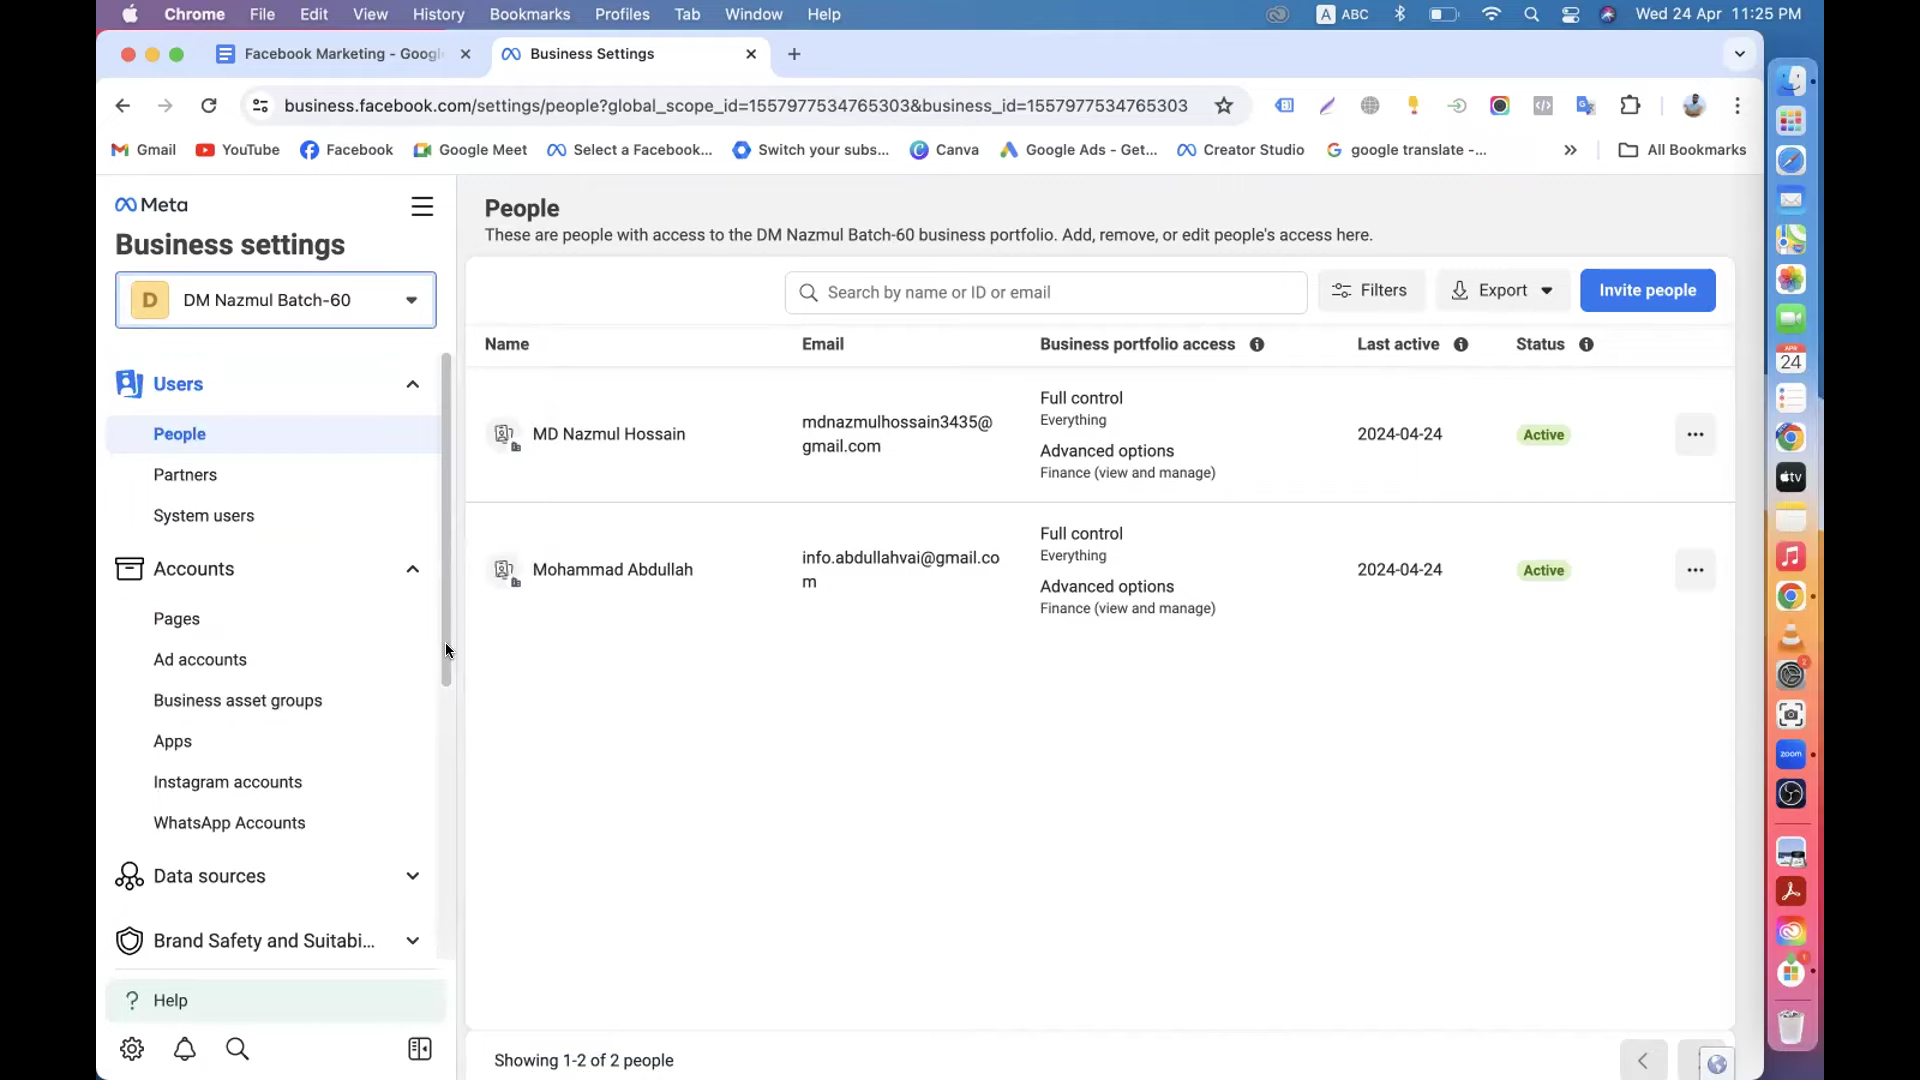 Chrome File Edit View History Bookmarks Profiles Tab Window Help A ABC Wed 24 Apr 11:25 PM
Facebook Marketing - Googl Business Settings
business.facebook.com/settings/people?global_scope_id=1557977534765303&business_id=1557977534765303
Gmail YouTube Facebook Google Meet Select a Facebook... Switch your subs... Canva Google Ads - Get... Creator Studio google translate -... All Bookmarks
Meta
Business settings
D DM Nazmul Batch-60
Users
People
Partners
System users
Accounts
Pages
Ad accounts
Business asset groups
Apps
Instagram accounts
WhatsApp Accounts
Data sources
Brand Safety and Suitabi...
? Help
People
These are people with access to the DM Nazmul Batch-60 business portfolio. Add, remove, or edit people's access here.
Search by name or ID or email Filters Export Invite people
Name Email Business portfolio access Last active Status
MD Nazmul Hossain
mdnazmulhossain3435@
gmail.com
Full control
Everything
Advanced options
Finance (view and manage)
2024-04-24
Active
Mohammad Abdullah
info.abdullahvai@gmail.co
m
Full control
Everything
Advanced options
Finance (view and manage)
2024-04-24
Active
Showing 1-2 of 2 people
APR
24
tv
2
zoom
1